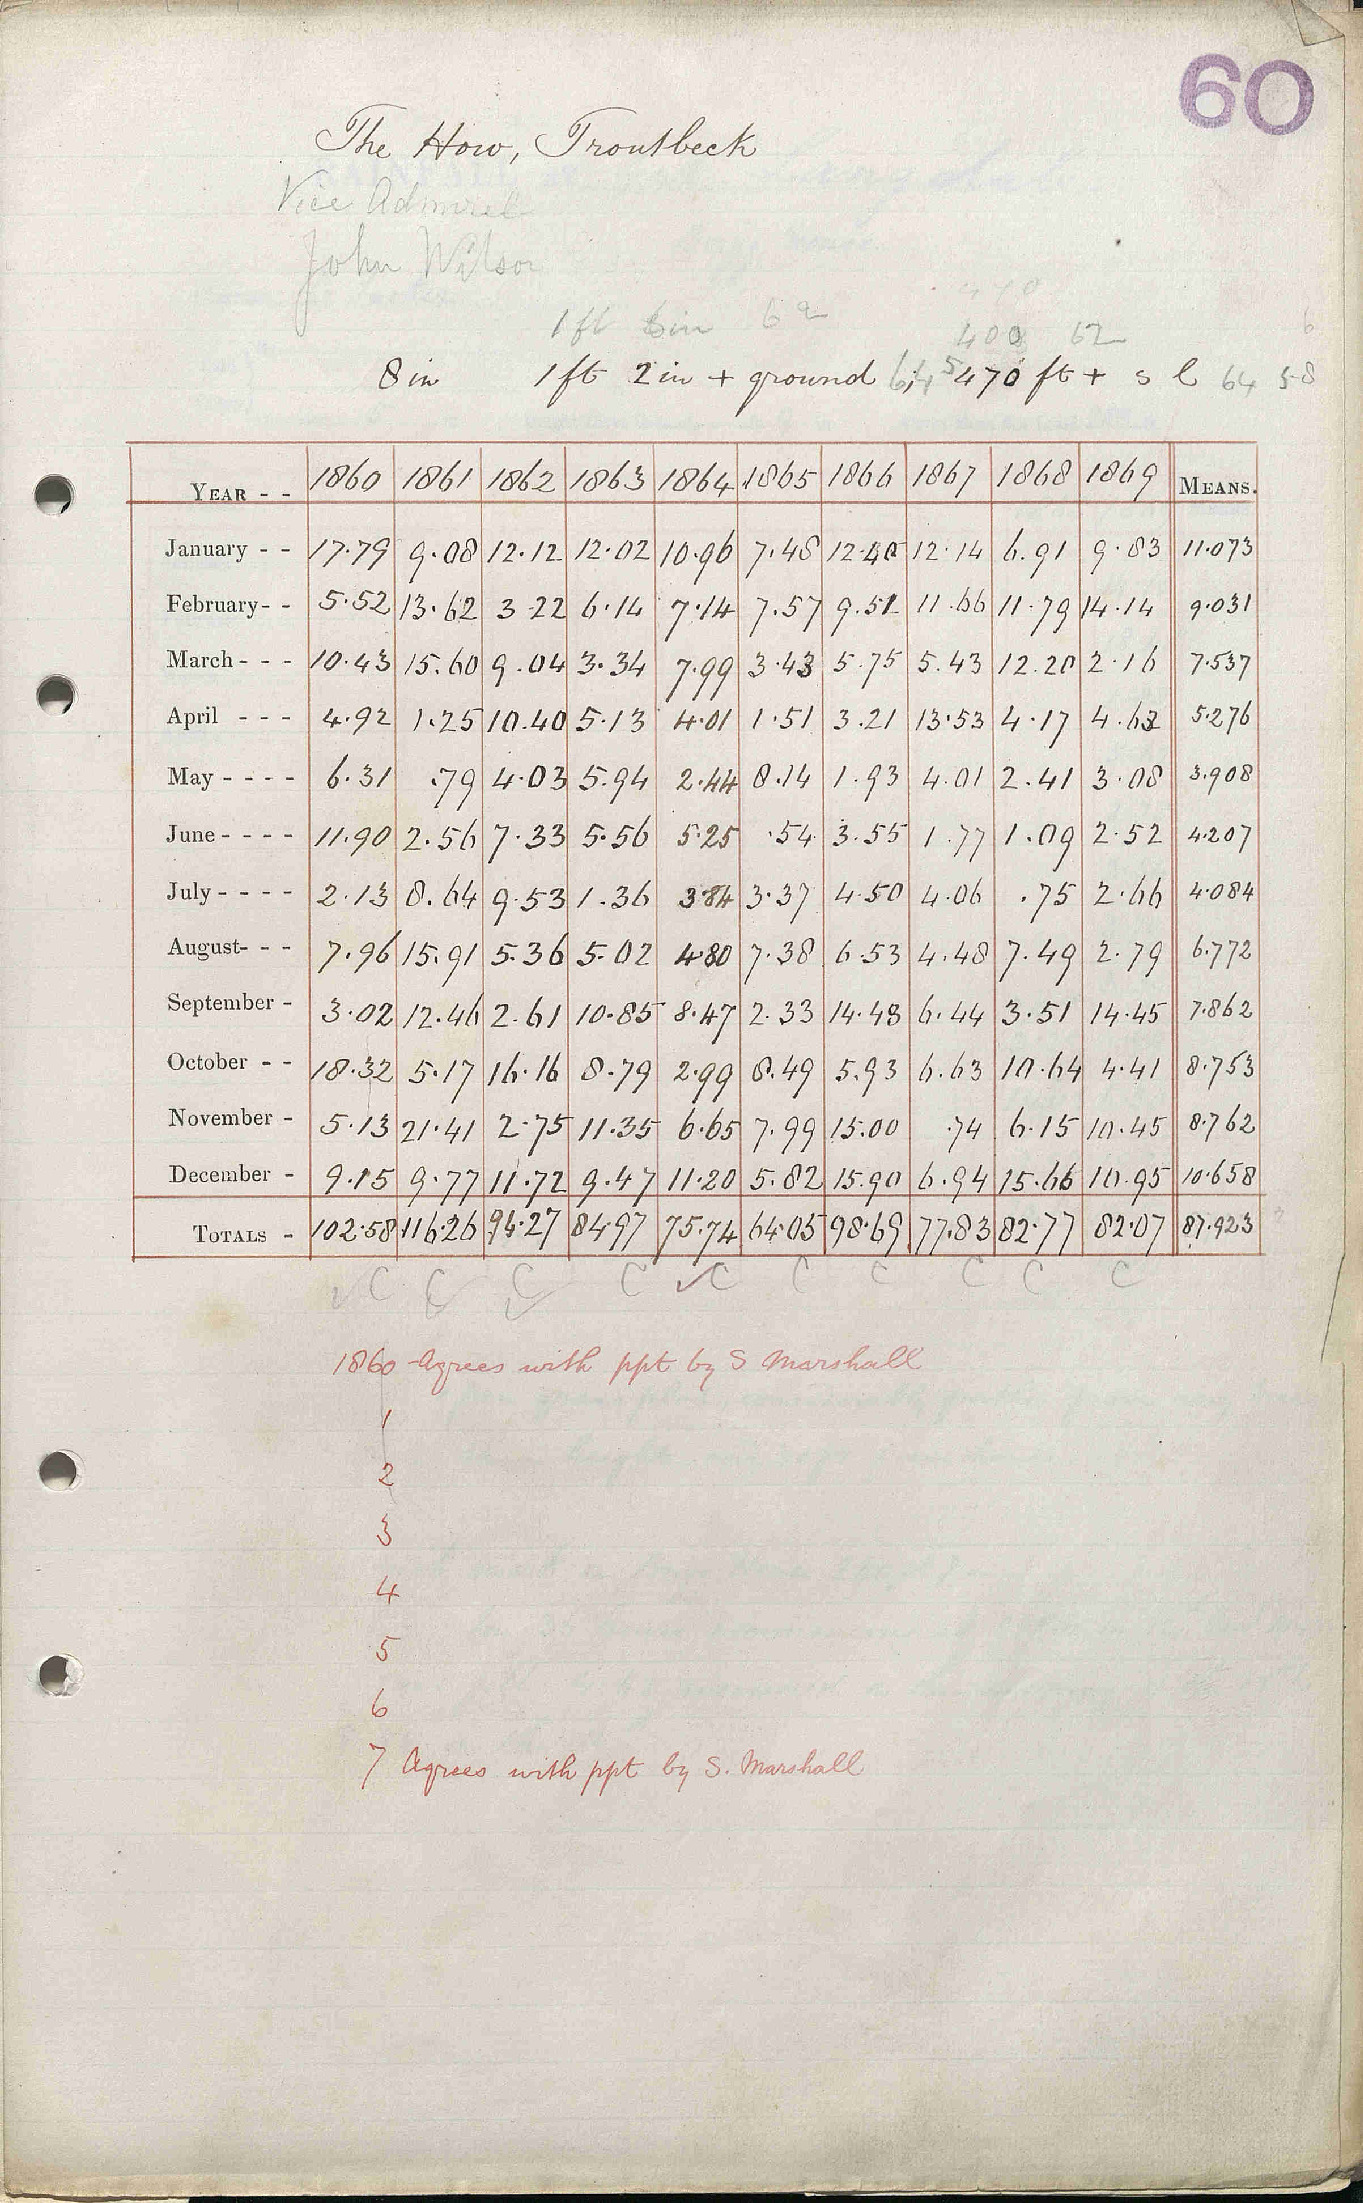 60
The How, Troutbeck
Vice Admiral
John Wilson
470
1 ft 6 in 62
400 62 6
8 in 1 ft 2 in + ground 64 5 470 ft + s l 64 58
YEAR - - 1860 1861 1862 1863 1864 1865 1866 1867 1868 1869 MEANS.
January - - 17.79 9.08 12.12 12.02 10.96 7.48 12.40 12.14 6.91 9.83 11.073
February - - 5.52 13.62 3.22 6.14 7.14 7.57 9.51 11.66 11.79 14.14 9.031
March - - - 10.43 15.60 9.04 3.34 7.99 3.43 5.75 5.43 12.20 2.16 7.537
April - - - 4.92 1.25 10.40 5.13 4.01 1.51 3.21 13.53 4.17 4.63 5.276
May - - - - 6.31 .79 4.03 5.94 2.44 8.14 1.93 4.01 2.41 3.08 3.908
June - - - - 11.90 2.56 7.33 5.56 5.25 .54 3.55 1.77 1.09 2.52 4.207
July - - - - 2.13 8.64 9.53 1.36 3.84 3.37 4.50 4.06 .75 2.66 4.084
August - - - 7.96 15.91 5.36 5.02 4.80 7.38 6.53 4.48 7.49 2.79 6.772
September - 3.02 12.46 2.61 10.85 8.47 2.33 14.48 6.44 3.51 14.45 7.862
October - - 18.32 5.17 16.16 8.79 2.99 8.49 5.93 6.63 10.64 4.41 8.753
November - 5.13 21.41 2.75 11.35 6.65 7.99 15.00 .74 6.15 10.45 8.762
December - 9.15 9.77 11.72 9.47 11.20 5.82 15.90 6.94 15.66 10.95 10.658
TOTALS - 102.58 116.26 94.27 84.97 75.74 64.05 98.69 77.83 82.77 82.07 87.923
C C C C C C C C C C
1860 Agrees with ppt by S Marshall
1
2
3
4
5
6
7 Agrees with ppt by S. Marshall